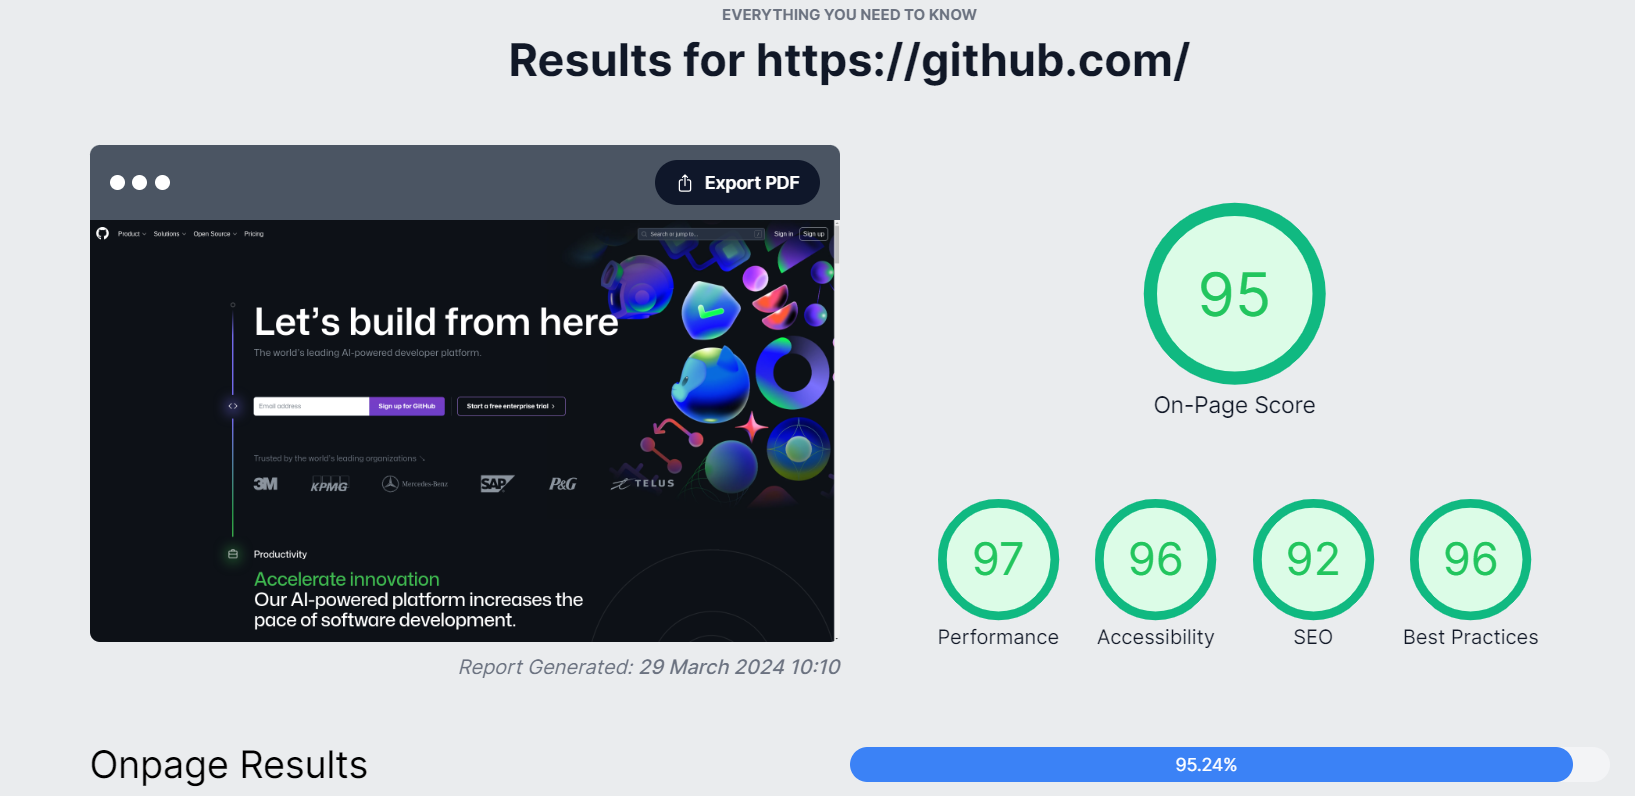 EVERYTHING YOU NEED TO KNOW
Results for https://github.com/
Export PDF
Product Solutions Open Source Pricing
Search or jump to... /
Sign in Sign up
Let's build from here
The world's leading AI-powered developer platform.
Email address Sign up for GitHub Start a free enterprise trial
Trusted by the world's leading organizations
3M KPMG Mercedes-Benz SAP P&G TELUS
Productivity
Accelerate innovation
Our AI-powered platform increases the
pace of software development.
Report Generated: 29 March 2024 10:10
95
On-Page Score
97 96 92 96
Performance Accessibility SEO Best Practices
Onpage Results
95.24%